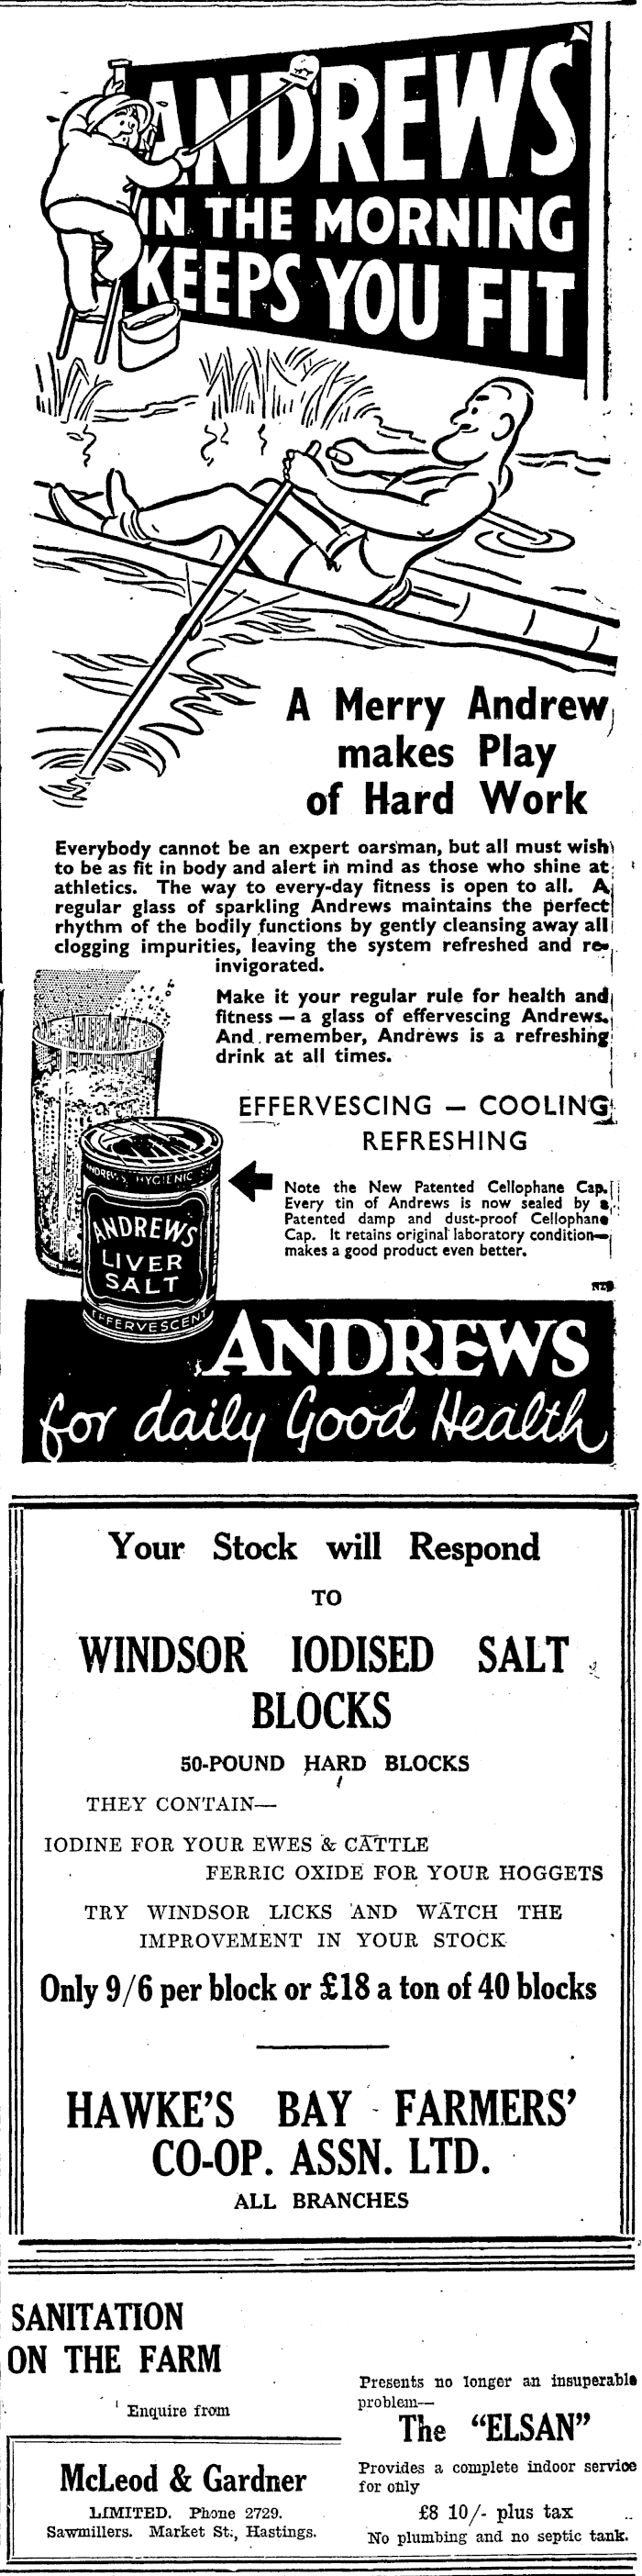 ANDREWS
IN THE MORNING
KEEPS YOU FIT
A Merry Andrew
makes Play
of Hard Work
Everybody cannot be an expert oarsman, but all must wish
to be as fit in body and alert in mind as those who shine at
athletics. The way to every-day fitness is open to all. A
regular glass of sparkling Andrews maintains the perfect
rhythm of the bodily functions by gently cleansing away all
clogging impurities, leaving the system refreshed and re-
invigorated.
Make it your regular rule for health and
fitness — a glass of effervescing Andrews.
And remember, Andrews is a refreshing
drink at all times.
EFFERVESCING — COOLING
REFRESHING
Note the New Patented Cellophane Cap.
Every tin of Andrews is now sealed by a
Patented damp and dust-proof Cellophane
Cap. It retains original laboratory condition—
makes a good product even better.
ANDREWS HYGIENIC
ANDREWS
LIVER
SALT
EFFERVESCENT
ANDREWS
for daily Good Health
Your Stock will Respond
TO
WINDSOR IODISED SALT
BLOCKS
50-POUND HARD BLOCKS
THEY CONTAIN—
IODINE FOR YOUR EWES & CATTLE
FERRIC OXIDE FOR YOUR HOGGETS
TRY WINDSOR LICKS AND WATCH THE
IMPROVEMENT IN YOUR STOCK
Only 9/6 per block or £18 a ton of 40 blocks
HAWKE'S BAY FARMERS'
CO-OP. ASSN. LTD.
ALL BRANCHES
SANITATION
ON THE FARM
Enquire from
McLeod & Gardner
LIMITED. Phone 2729.
Sawmillers. Market St., Hastings.
Presents no longer an insuperable
problem—
The "ELSAN"
Provides a complete indoor service
for only
£8 10/- plus tax
No plumbing and no septic tank.